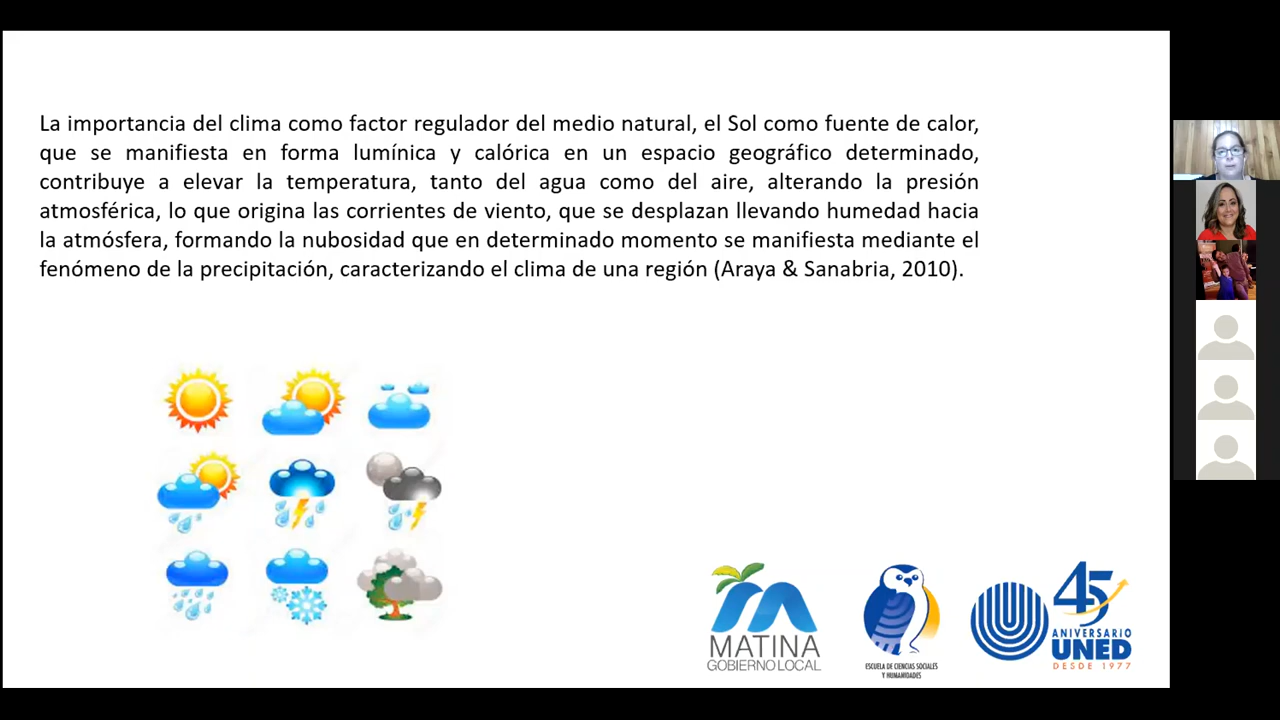 La importancia del clima como factor regulador del medio natural, el Sol como fuente de calor,
que se manifiesta en forma lumínica y calórica en un espacio geográfico determinado,
contribuye a elevar la temperatura, tanto del agua como del aire, alterando la presión
atmosférica, lo que origina las corrientes de viento, que se desplazan llevando humedad hacia
la atmósfera, formando la nubosidad que en determinado momento se manifiesta mediante el
fenómeno de la precipitación, caracterizando el clima de una región (Araya & Sanabria, 2010).
MATINA
GOBIERNO LOCAL
ESCUELA DE CIENCIAS SOCIALES
Y HUMANIDADES
45
ANIVERSARIO
UNED
DESDE 1977